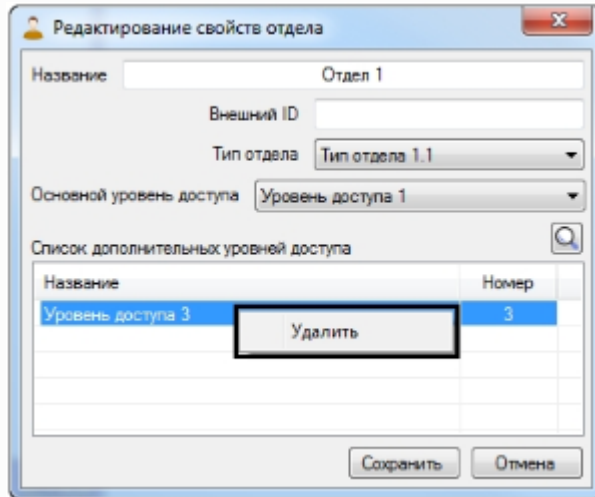 Редактирование свойств отдела
Название Отдел 1
Внешний ID
Тип отдела Тип отдела 1.1
Основной уровень доступа Уровень доступа 1
Список дополнительных уровней доступа
Название Номер
Уровень доступа 3 3
Удалить
Сохранить Отмена